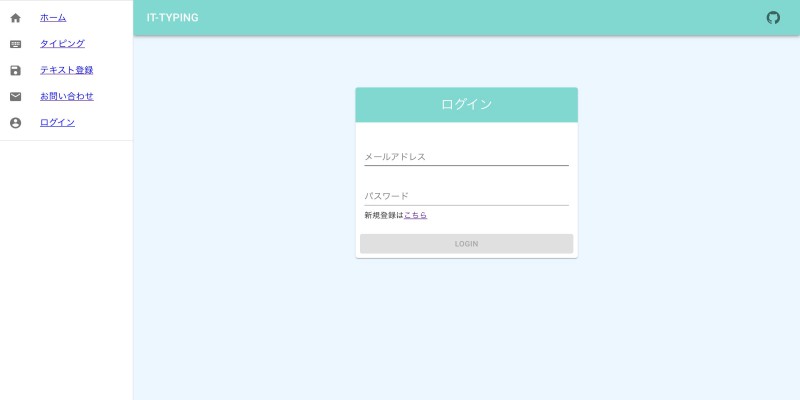 ホーム
タイピング
テキスト登録
お問い合わせ
ログイン
IT-TYPING
ログイン
メールアドレス
パスワード
新規登録はこちら
LOGIN